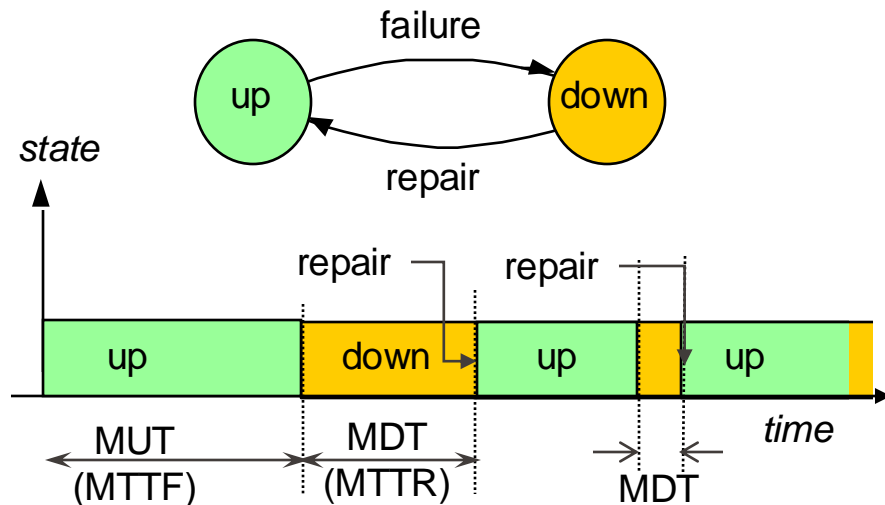 failure
up
down
state
repair
repair
repair
up
down
up
up
time
MUT
(MTTF)
MDT
(MTTR)
MDT